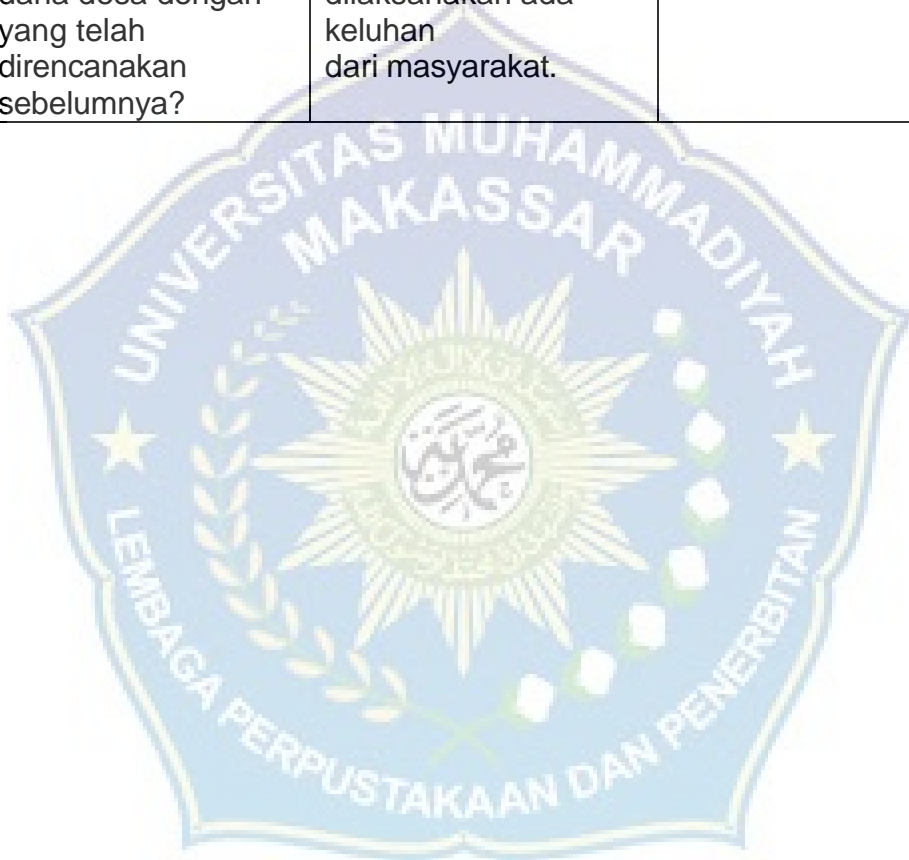 dana desa dengan
yang telah
direncanakan
sebelumnya?
dilaksanakan ada
keluhan
dari masyarakat.
UNIVERSITAS MUHAMMADIYAH
MAKASSAR
LEMBAGA PERPUSTAKAAN DAN PENERBITAN
محمدية